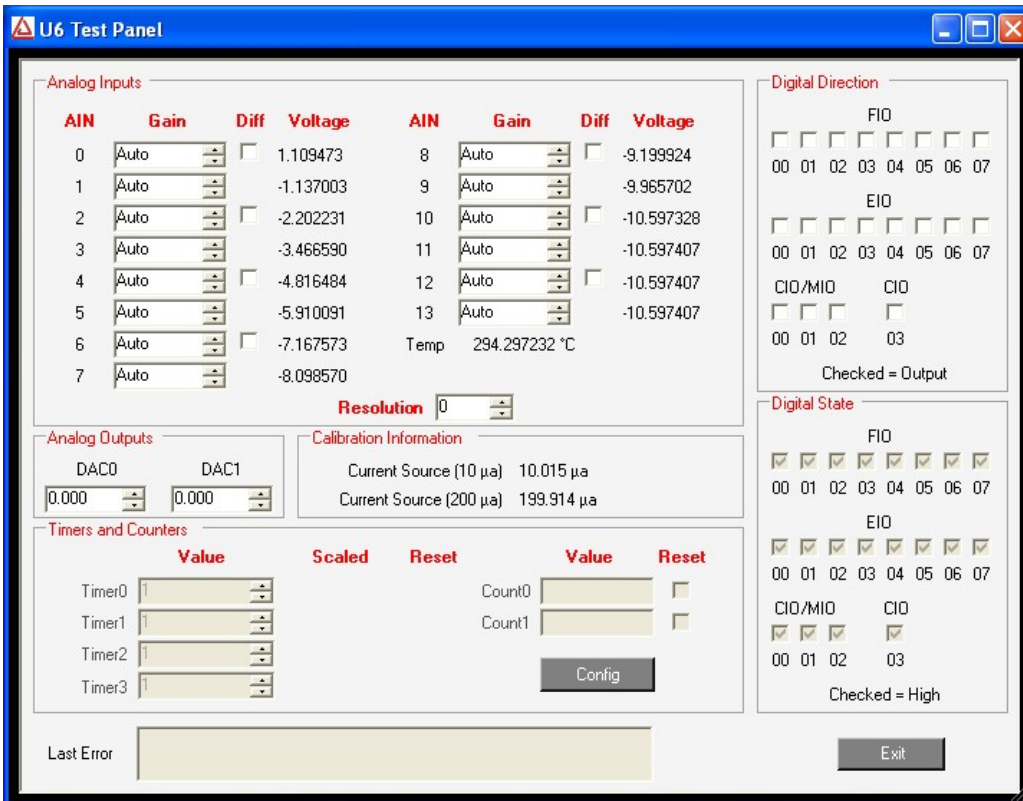 U6 Test Panel
Analog Inputs
AIN Gain Diff Voltage AIN Gain Diff Voltage
0 Auto 1.109473 8 Auto -9.199924
1 Auto -1.137003 9 Auto -9.965702
2 Auto -2.202231 10 Auto -10.597328
3 Auto -3.466590 11 Auto -10.597407
4 Auto -4.816484 12 Auto -10.597407
5 Auto -5.910091 13 Auto -10.597407
6 Auto -7.167573 Temp 294.297232 °C
7 Auto -8.098570
Resolution 0
Analog Outputs
DAC0 DAC1
0.000 0.000
Calibration Information
Current Source (10 µa) 10.015 µa
Current Source (200 µa) 199.914 µa
Timers and Counters
Value Scaled Reset Value Reset
Timer0 1 Count0
Timer1 1 Count1
Timer2 1
Timer3 1
Config
Last Error
Digital Direction
FIO
00 01 02 03 04 05 06 07
EIO
00 01 02 03 04 05 06 07
CIO/MIO CIO
00 01 02 03
Checked = Output
Digital State
FIO
00 01 02 03 04 05 06 07
EIO
00 01 02 03 04 05 06 07
CIO/MIO CIO
00 01 02 03
Checked = High
Exit